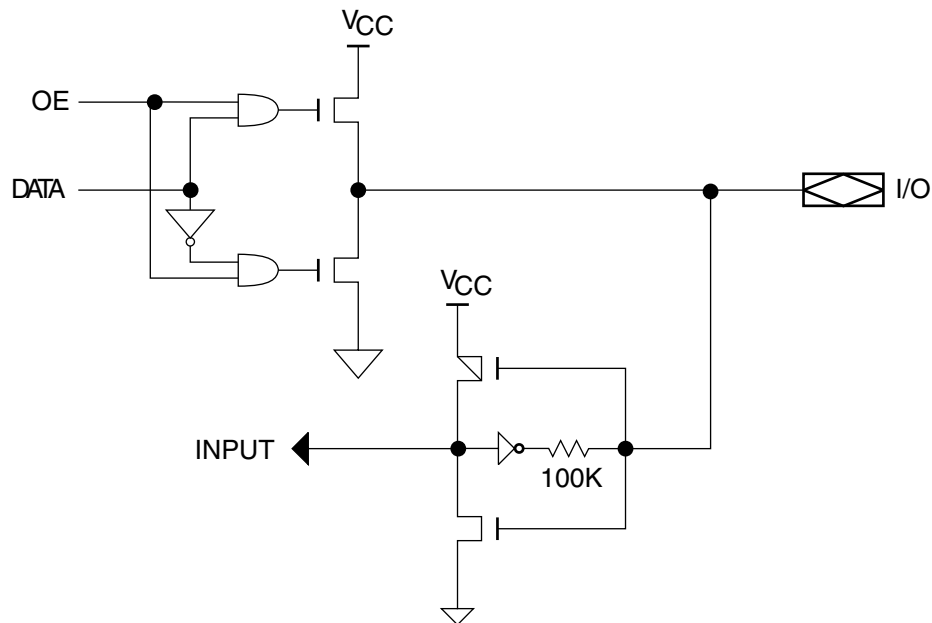 VCC
OE
DATA
I/O
VCC
INPUT
100K